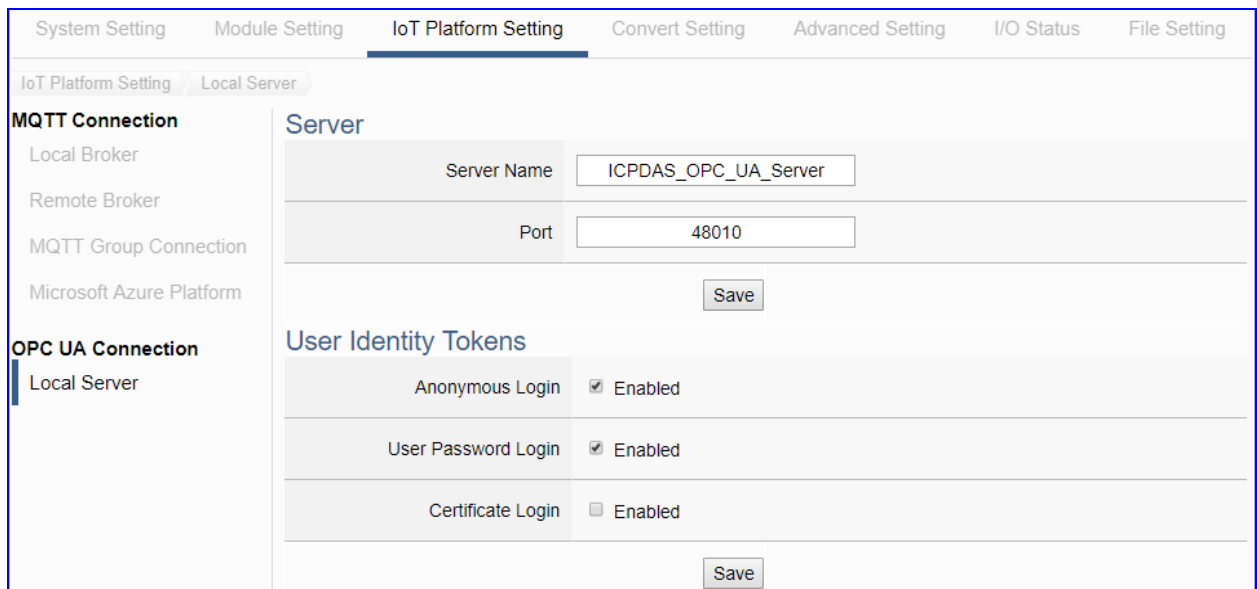 System Setting Module Setting IoT Platform Setting Convert Setting Advanced Setting I/O Status File Setting
IoT Platform Setting Local Server
MQTT Connection
Local Broker
Remote Broker
MQTT Group Connection
Microsoft Azure Platform
OPC UA Connection
Local Server
Server
Server Name ICPDAS_OPC_UA_Server
Port 48010
Save
User Identity Tokens
Anonymous Login Enabled
User Password Login Enabled
Certificate Login Enabled
Save